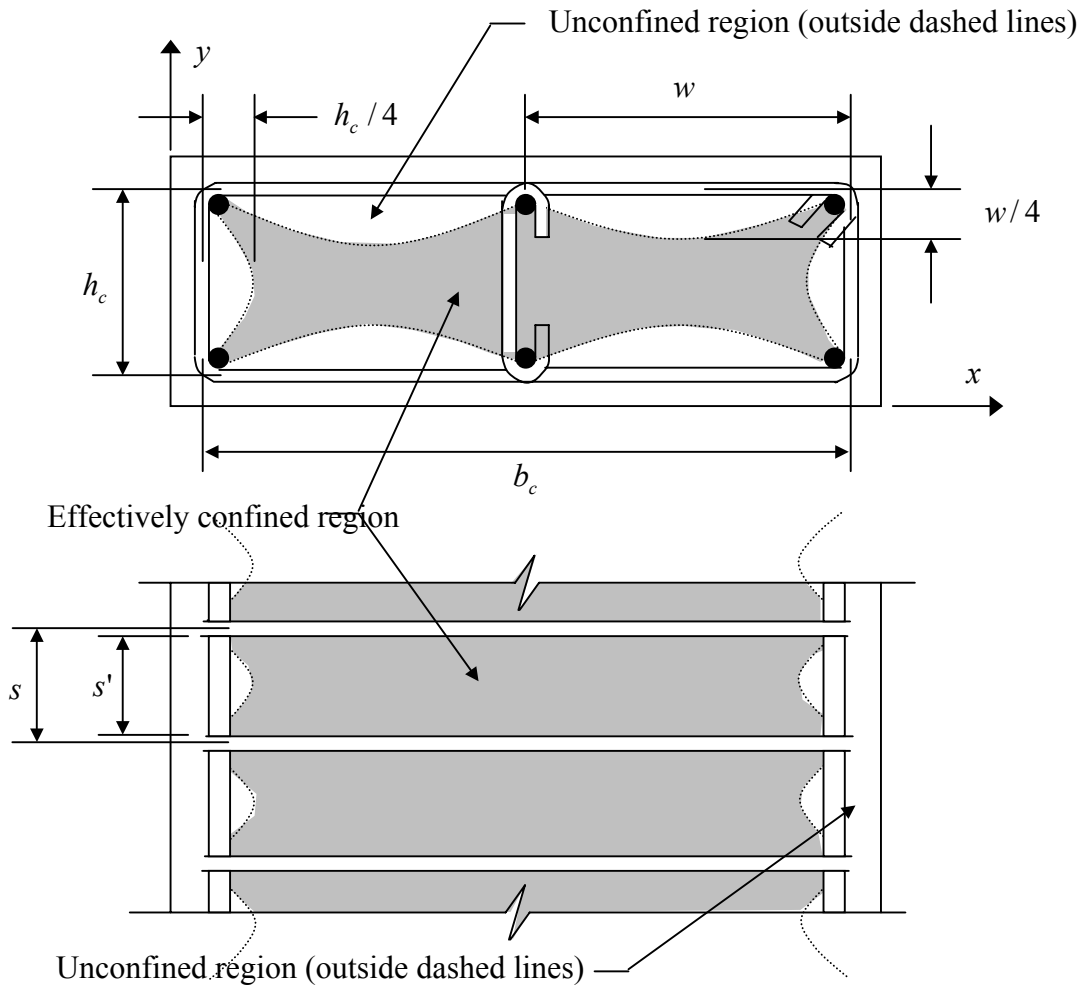 Unconfined region (outside dashed lines)
y
w
h_c / 4
w / 4
h_c
x
b_c
Effectively confined region
s
s'
Unconfined region (outside dashed lines)